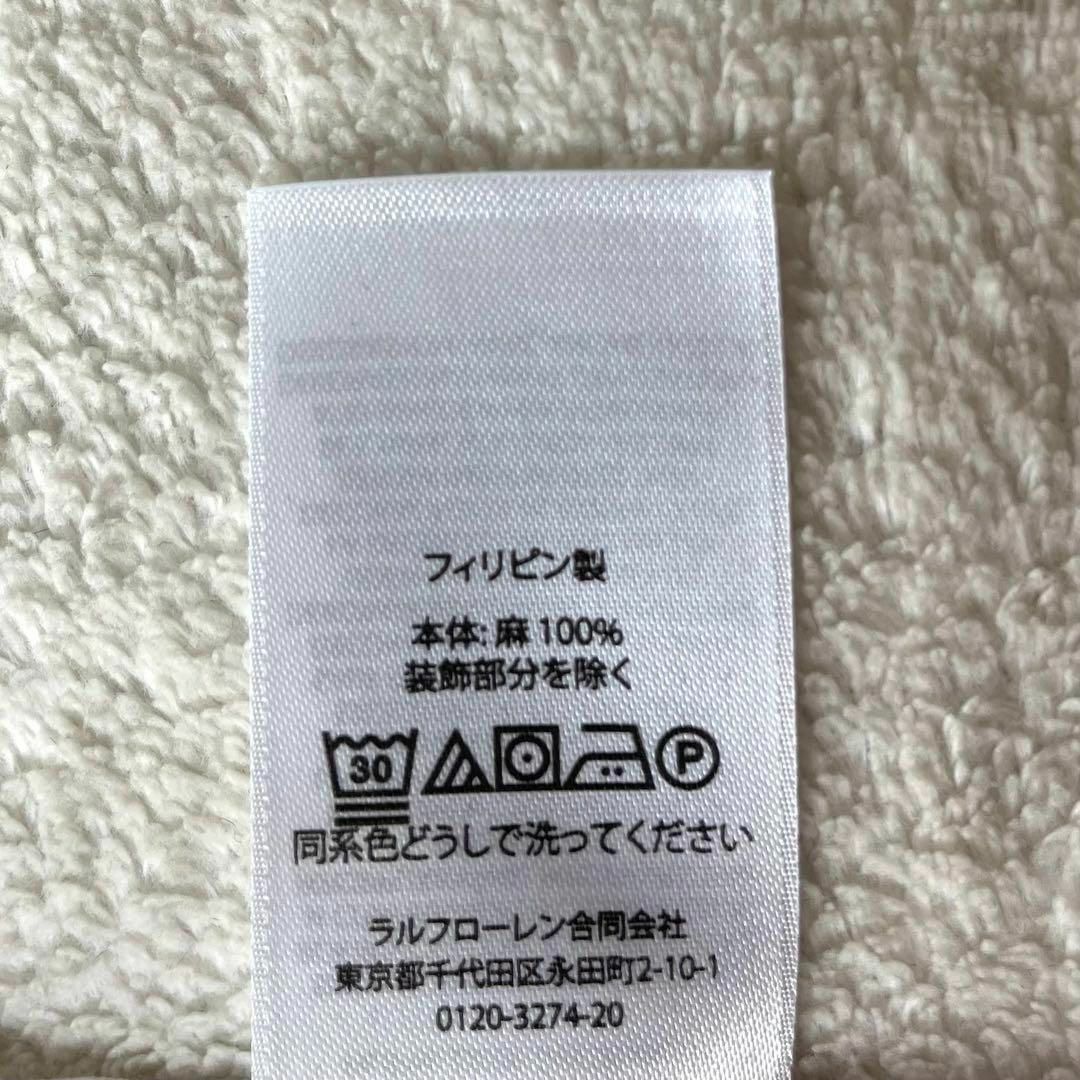 フィリピン製
本体: 麻 100%
装飾部分を除く
30 P
同系色どうしで洗ってください
ラルフローレン合同会社
東京都千代田区永田町2-10-1
0120-3274-20